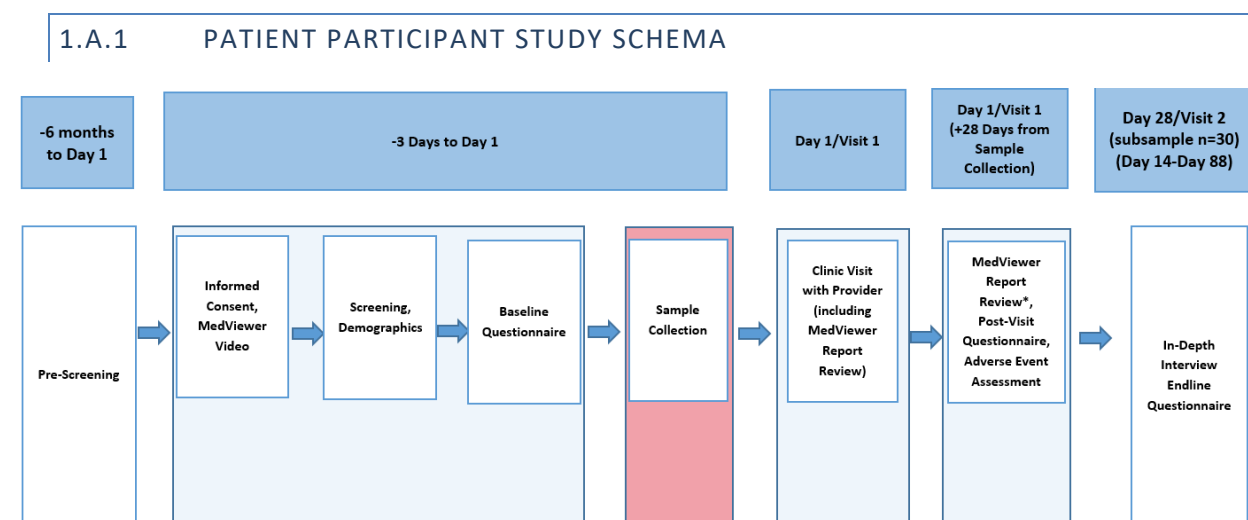 1.A.1 PATIENT PARTICIPANT STUDY SCHEMA
-6 months
to Day 1
-3 Days to Day 1
Day 1/Visit 1
Day 1/Visit 1
(+28 Days from
Sample
Collection)
Day 28/Visit 2
(subsample n=30)
(Day 14-Day 88)
Pre-Screening
Informed
Consent,
MedViewer
Video
Screening,
Demographics
Baseline
Questionnaire
Sample
Collection
Clinic Visit
with Provider
(including
MedViewer
Report
Review)
MedViewer
Report
Review*,
Post-Visit
Questionnaire,
Adverse Event
Assessment
In-Depth
Interview
Endline
Questionnaire